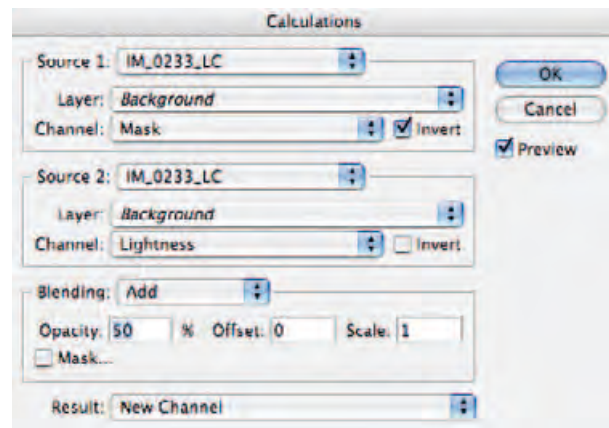 Calculations
Source 1: IM_0233_LC
OK
Layer: Background
Cancel
Channel: Mask Invert
Preview
Source 2: IM_0233_LC
Layer: Background
Channel: Lightness Invert
Blending: Add
Opacity: 50 % Offset: 0 Scale: 1
Mask...
Result: New Channel